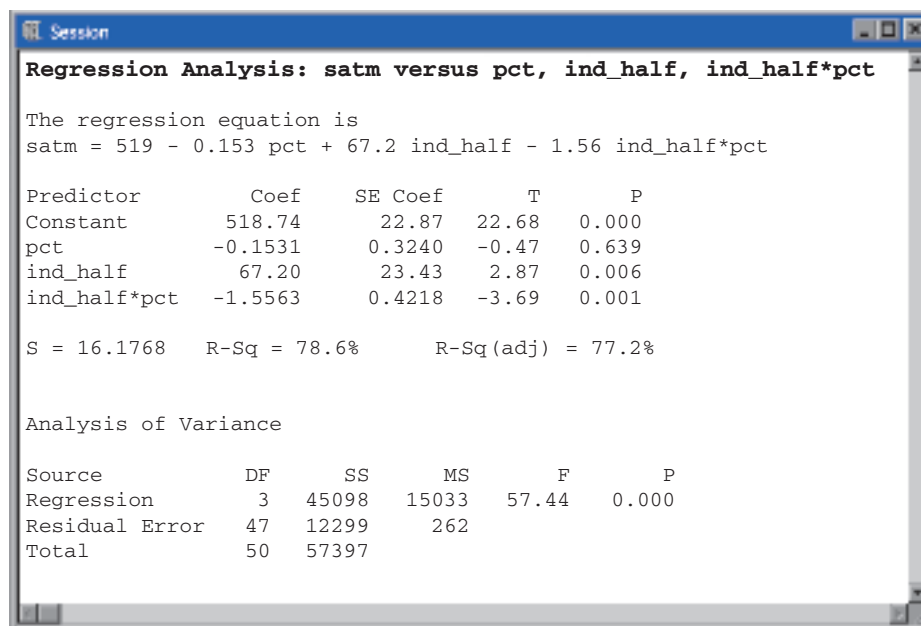 Session
Regression Analysis: satm versus pct, ind_half, ind_half*pct
The regression equation is
satm = 519 - 0.153 pct + 67.2 ind_half - 1.56 ind_half*pct
Predictor Coef SE Coef T P
Constant 518.74 22.87 22.68 0.000
pct -0.1531 0.3240 -0.47 0.639
ind_half 67.20 23.43 2.87 0.006
ind_half*pct -1.5563 0.4218 -3.69 0.001
S = 16.1768 R-Sq = 78.6% R-Sq(adj) = 77.2%
Analysis of Variance
Source DF SS MS F P
Regression 3 45098 15033 57.44 0.000
Residual Error 47 12299 262
Total 50 57397